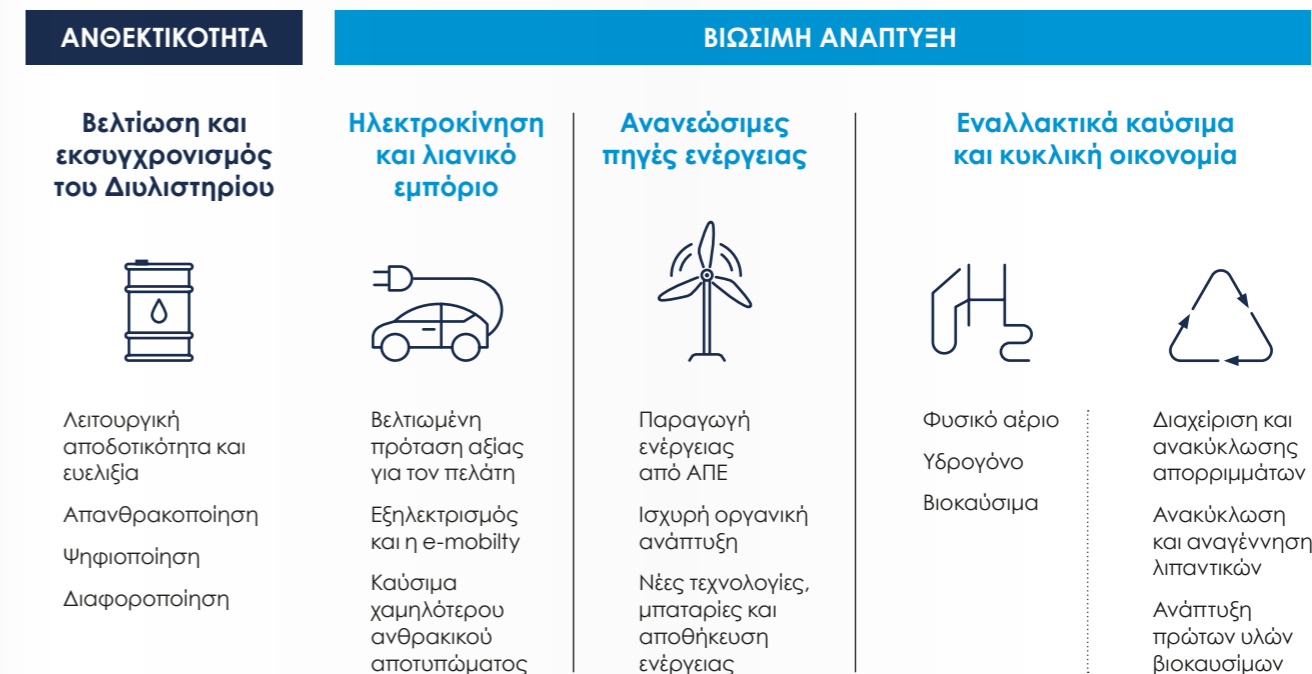 ΑΝΘΕΚΤΙΚΟΤΗΤΑ
ΒΙΩΣΙΜΗ ΑΝΑΠΤΥΞΗ
Βελτίωση και
εκσυγχρονισμός
του Διυλιστηρίου
Λειτουργική
αποδοτικότητα και
ευελιξία
Απανθρακοποίηση
Ψηφιοποίηση
Διαφοροποίηση
Ηλεκτροκίνηση
και λιανικό
εμπόριο
Βελτιωμένη
πρόταση αξίας
για τον πελάτη
Εξηλεκτρισμός
και η e-mobilty
Καύσιμα
χαμηλότερου
ανθρακικού
αποτυπώματος
Ανανεώσιμες
πηγές ενέργειας
Παραγωγή
ενέργειας
από ΑΠΕ
Ισχυρή οργανική
ανάπτυξη
Νέες τεχνολογίες,
μπαταρίες και
αποθήκευση
ενέργειας
Εναλλακτικά καύσιμα
και κυκλική οικονομία
Φυσικό αέριο
Υδρογόνο
Βιοκαύσιμα
Διαχείριση και
ανακύκλωσης
απορριμμάτων
Ανακύκλωση
και αναγέννηση
λιπαντικών
Ανάπτυξη
πρώτων υλών
βιοκαυσίμων